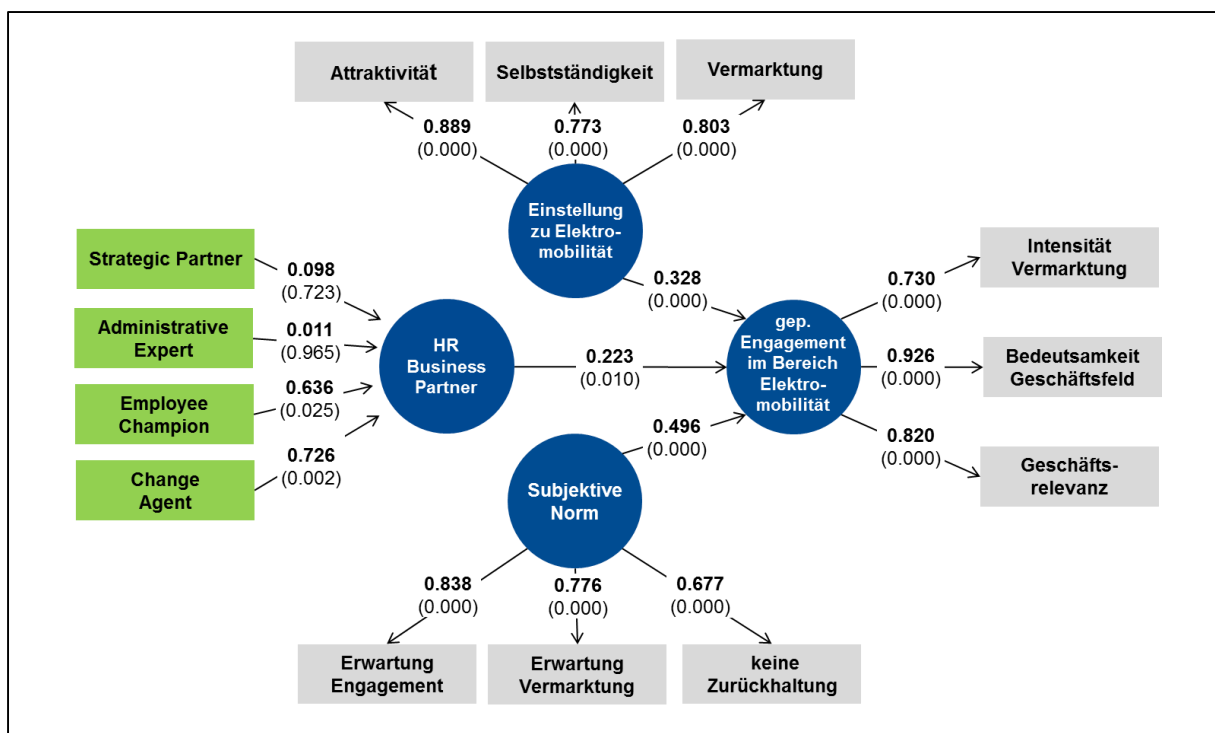 Attraktivität
Selbstständigkeit
Vermarktung
0.889
(0.000)
0.773
(0.000)
0.803
(0.000)
Einstellung
zu Elektro-
mobilität
Strategic Partner
0.098
(0.723)
Administrative
Expert
0.011
(0.965)
Employee
Champion
0.636
(0.025)
Change
Agent
0.726
(0.002)
HR
Business
Partner
0.328
(0.000)
0.223
(0.010)
0.496
(0.000)
gep.
Engagement
im Bereich
Elektro-
mobilität
0.730
(0.000)
0.926
(0.000)
0.820
(0.000)
Intensität
Vermarktung
Bedeutsamkeit
Geschäftsfeld
Geschäfts-
relevanz
Subjektive
Norm
0.838
(0.000)
0.776
(0.000)
0.677
(0.000)
Erwartung
Engagement
Erwartung
Vermarktung
keine
Zurückhaltung